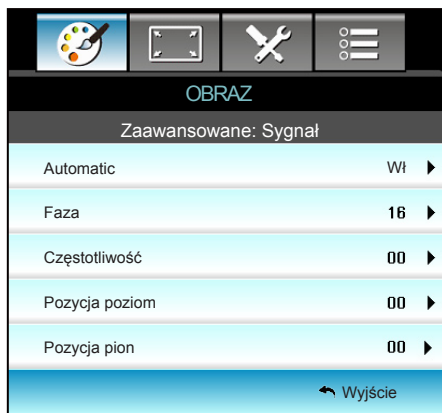 OBRAZ
Zaawansowane: Sygnał
Automatic Wł
Faza 16
Częstotliwość 00
Pozycja poziom 00
Pozycja pion 00
Wyjście